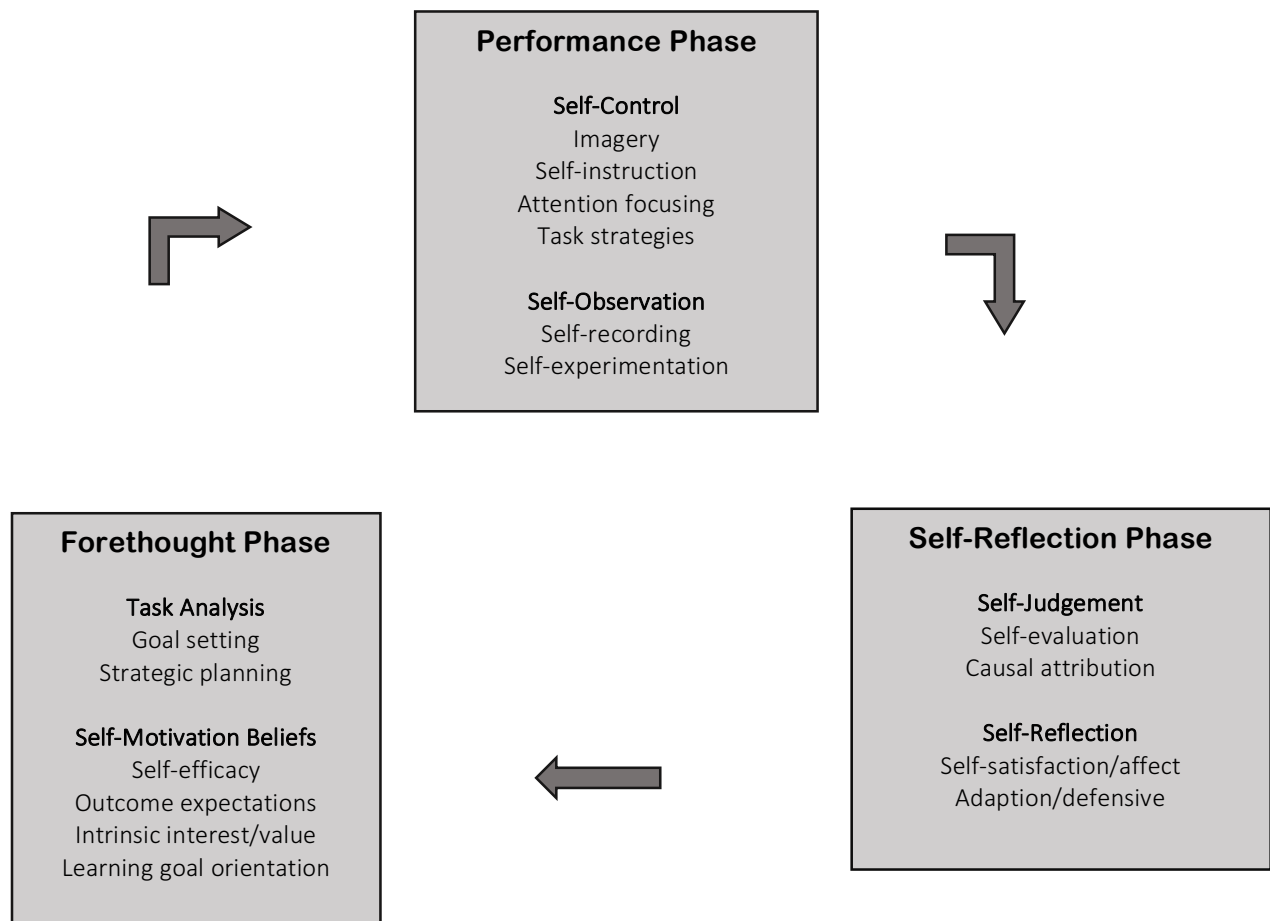 Performance Phase
Self-Control
Imagery
Self-instruction
Attention focusing
Task strategies
Self-Observation
Self-recording
Self-experimentation
Forethought Phase
Task Analysis
Goal setting
Strategic planning
Self-Motivation Beliefs
Self-efficacy
Outcome expectations
Intrinsic interest/value
Learning goal orientation
Self-Reflection Phase
Self-Judgement
Self-evaluation
Causal attribution
Self-Reflection
Self-satisfaction/affect
Adaption/defensive